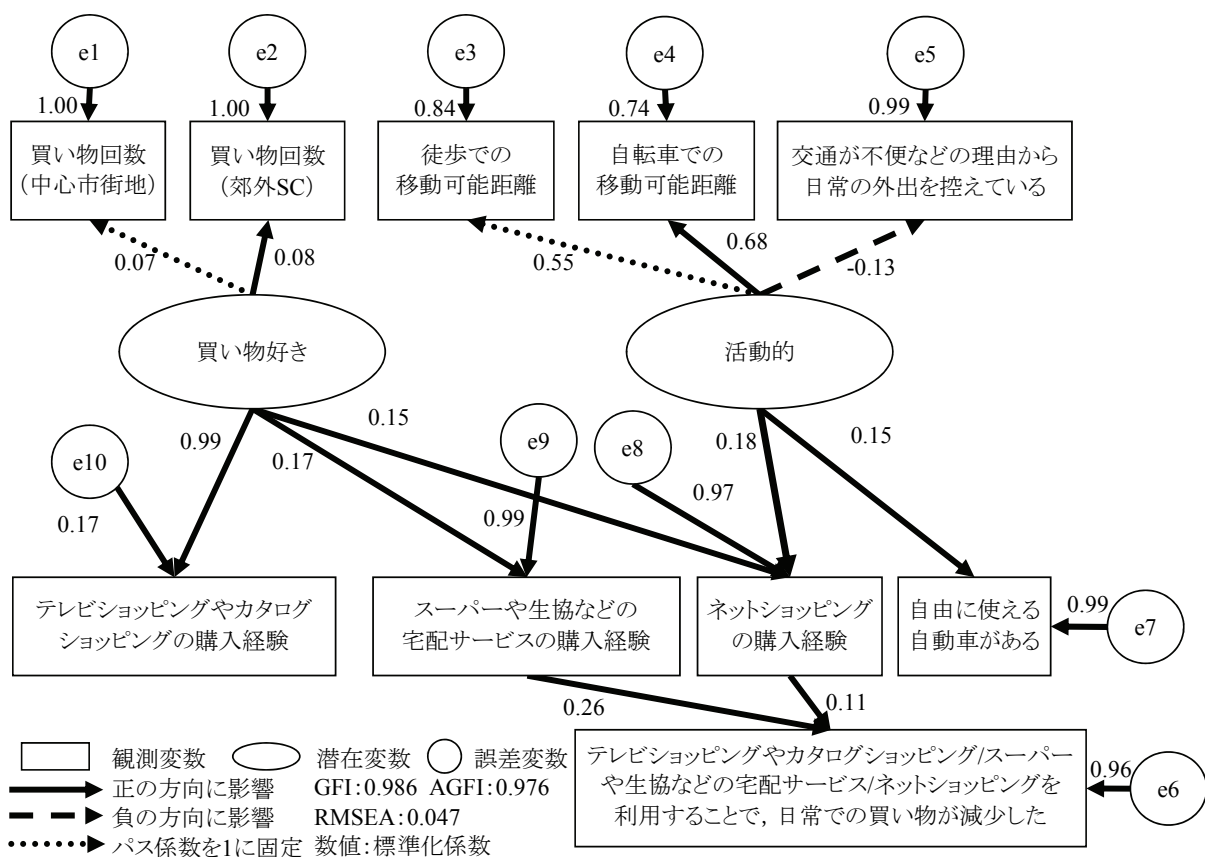 e1
e2
e3
e4
e5
1.00
1.00
0.84
0.74
0.99
買い物回数
（中心市街地）
買い物回数
（郊外SC）
徒歩での
移動可能距離
自転車での
移動可能距離
交通が不便などの理由から
日常の外出を控えている
0.07
0.08
0.55
0.68
-0.13
買い物好き
活動的
e10
0.17
0.99
0.17
0.15
e9
0.99
e8
0.97
0.18
0.15
テレビショッピングやカタログ
ショッピングの購入経験
スーパーや生協などの
宅配サービスの購入経験
ネットショッピング
の購入経験
自由に使える
自動車がある
0.99
e7
0.26
0.11
テレビショッピングやカタログショッピング/スーパー
や生協などの宅配サービス/ネットショッピングを
利用することで，日常での買い物が減少した
0.96
e6
観測変数 潜在変数 誤差変数
正の方向に影響 GFI:0.986 AGFI:0.976
負の方向に影響 RMSEA:0.047
パス係数を1に固定 数値:標準化係数